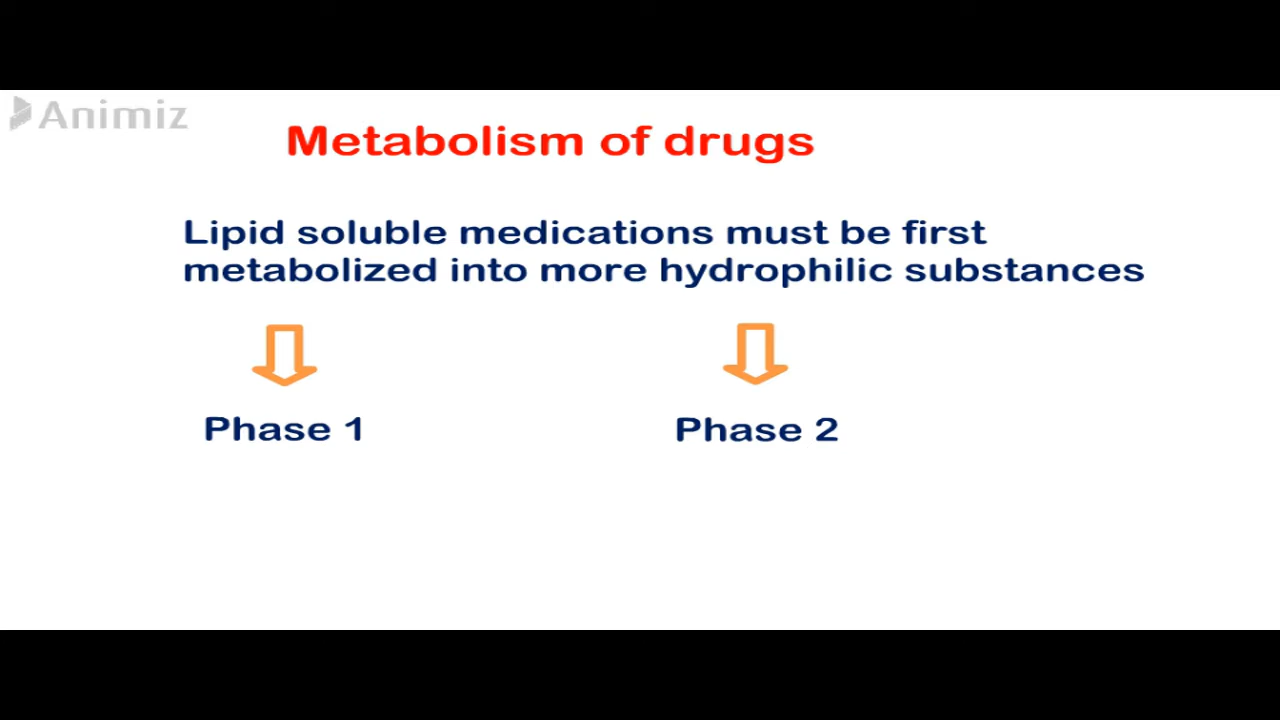 Animiz
Metabolism of drugs
Lipid soluble medications must be first
metabolized into more hydrophilic substances
Phase 1
Phase 2